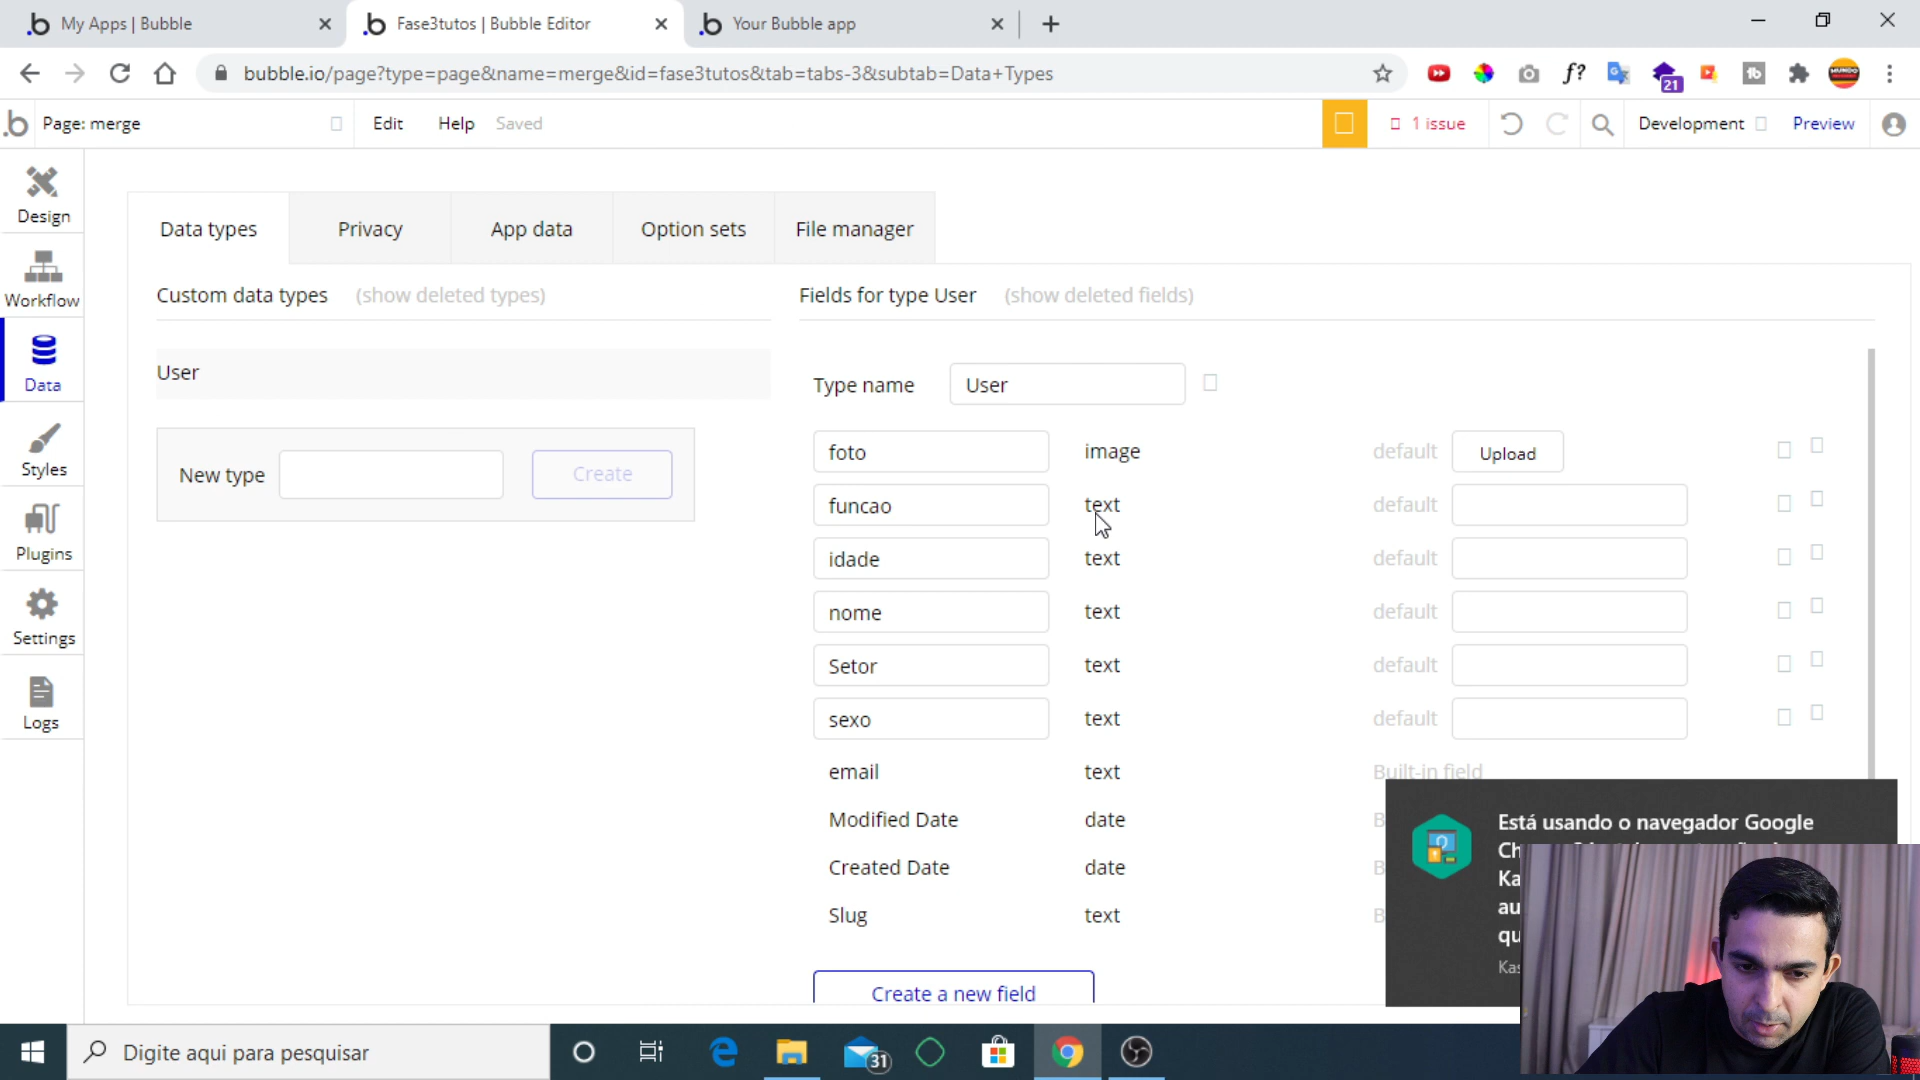 My Apps | Bubble
Fase3tutos | Bubble Editor
Your Bubble app
bubble.io/page?type=page&name=merge&id=fase3tutos&tab=tabs-3&subtab=Data+Types
21
Page: merge
Edit
Help
Saved
1 issue
Development
Preview
Design
Workflow
Data
Styles
Plugins
Settings
Logs
Data types
Privacy
App data
Option sets
File manager
Custom data types
(show deleted types)
User
New type
Create
Fields for type User
(show deleted fields)
Type name
User
foto
image
default
Upload
funcao
text
default
idade
text
default
nome
text
default
Setor
text
default
sexo
text
default
email
text
Built-in field
Modified Date
date
Created Date
date
Slug
text
Create a new field
Está usando o navegador Google
Digite aqui para pesquisar
31